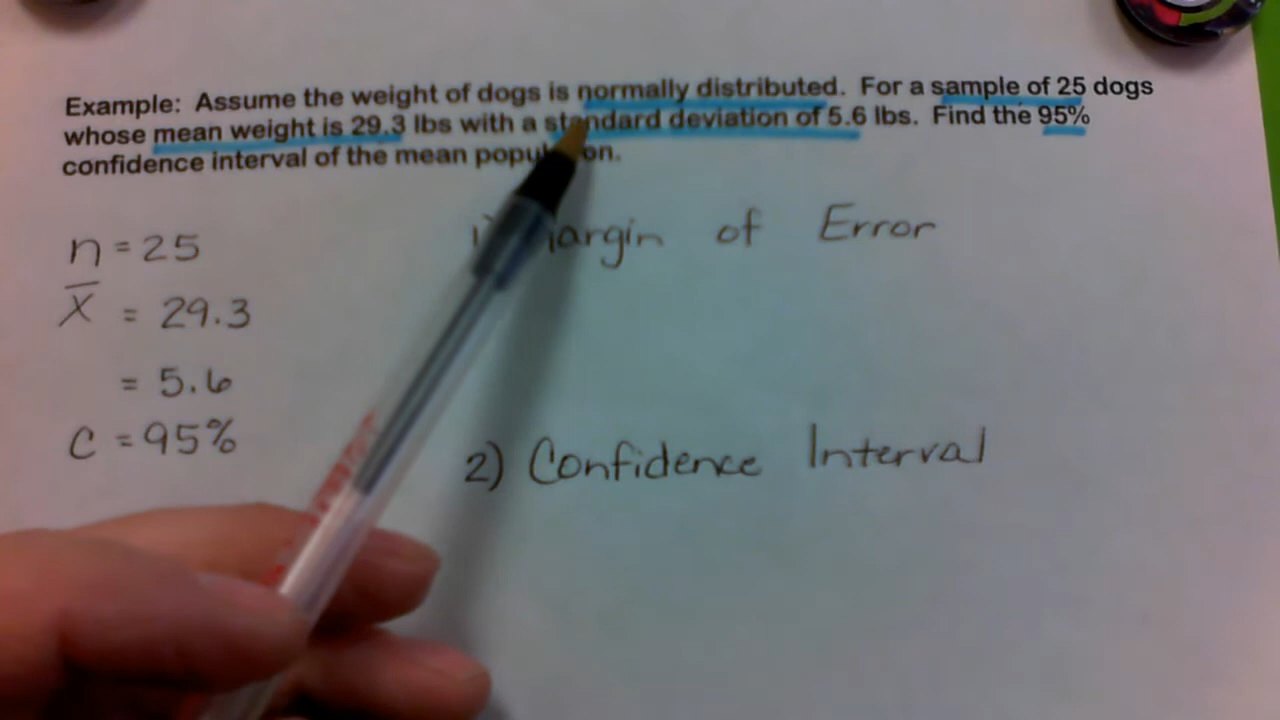 Example: Assume the weight of dogs is normally distributed. For a sample of 25 dogs
whose mean weight is 29.3 lbs with a standard deviation of 5.6 lbs. Find the 95%
confidence interval of the mean
n = 25
1) Margin of Error
x̅ = 29.3
= 5.6
C = 95%
2) Confidence Interval